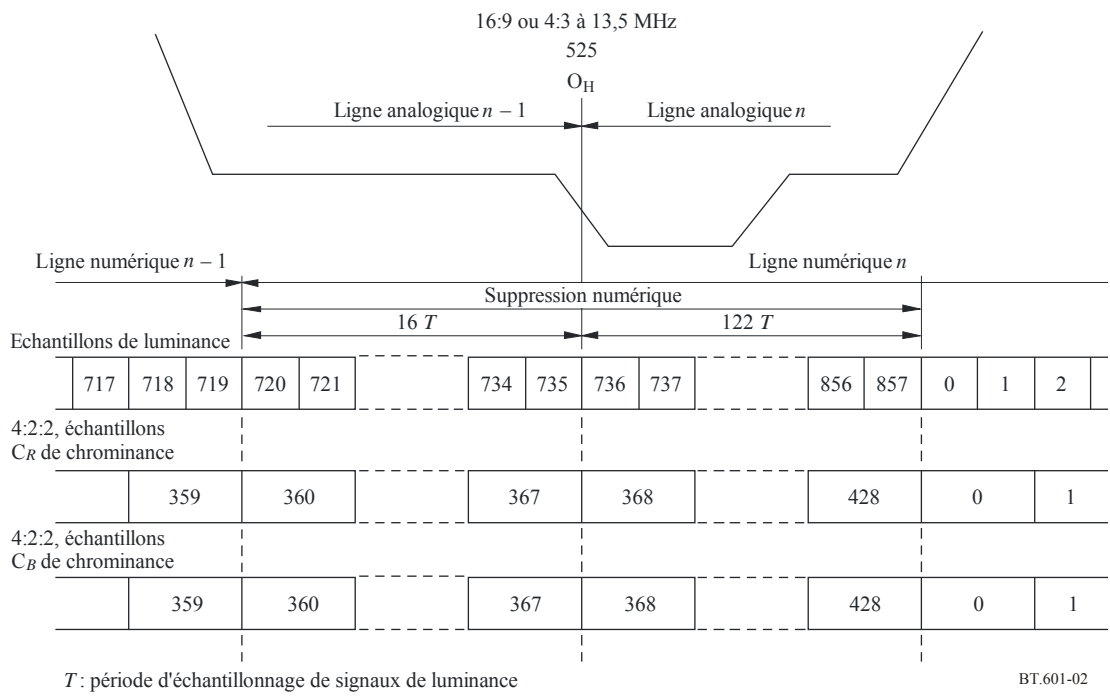 16:9 ou 4:3 à 13,5 MHz
525
O_H
Ligne analogique n – 1
Ligne analogique n
Ligne numérique n – 1
Ligne numérique n
Suppression numérique
16 T
122 T
Echantillons de luminance
717 718 719 720 721 734 735 736 737 856 857 0 1 2
4:2:2, échantillons
C_R de chrominance
359 360 367 368 428 0 1
4:2:2, échantillons
C_B de chrominance
359 360 367 368 428 0 1
T : période d'échantillonnage de signaux de luminance
BT.601-02